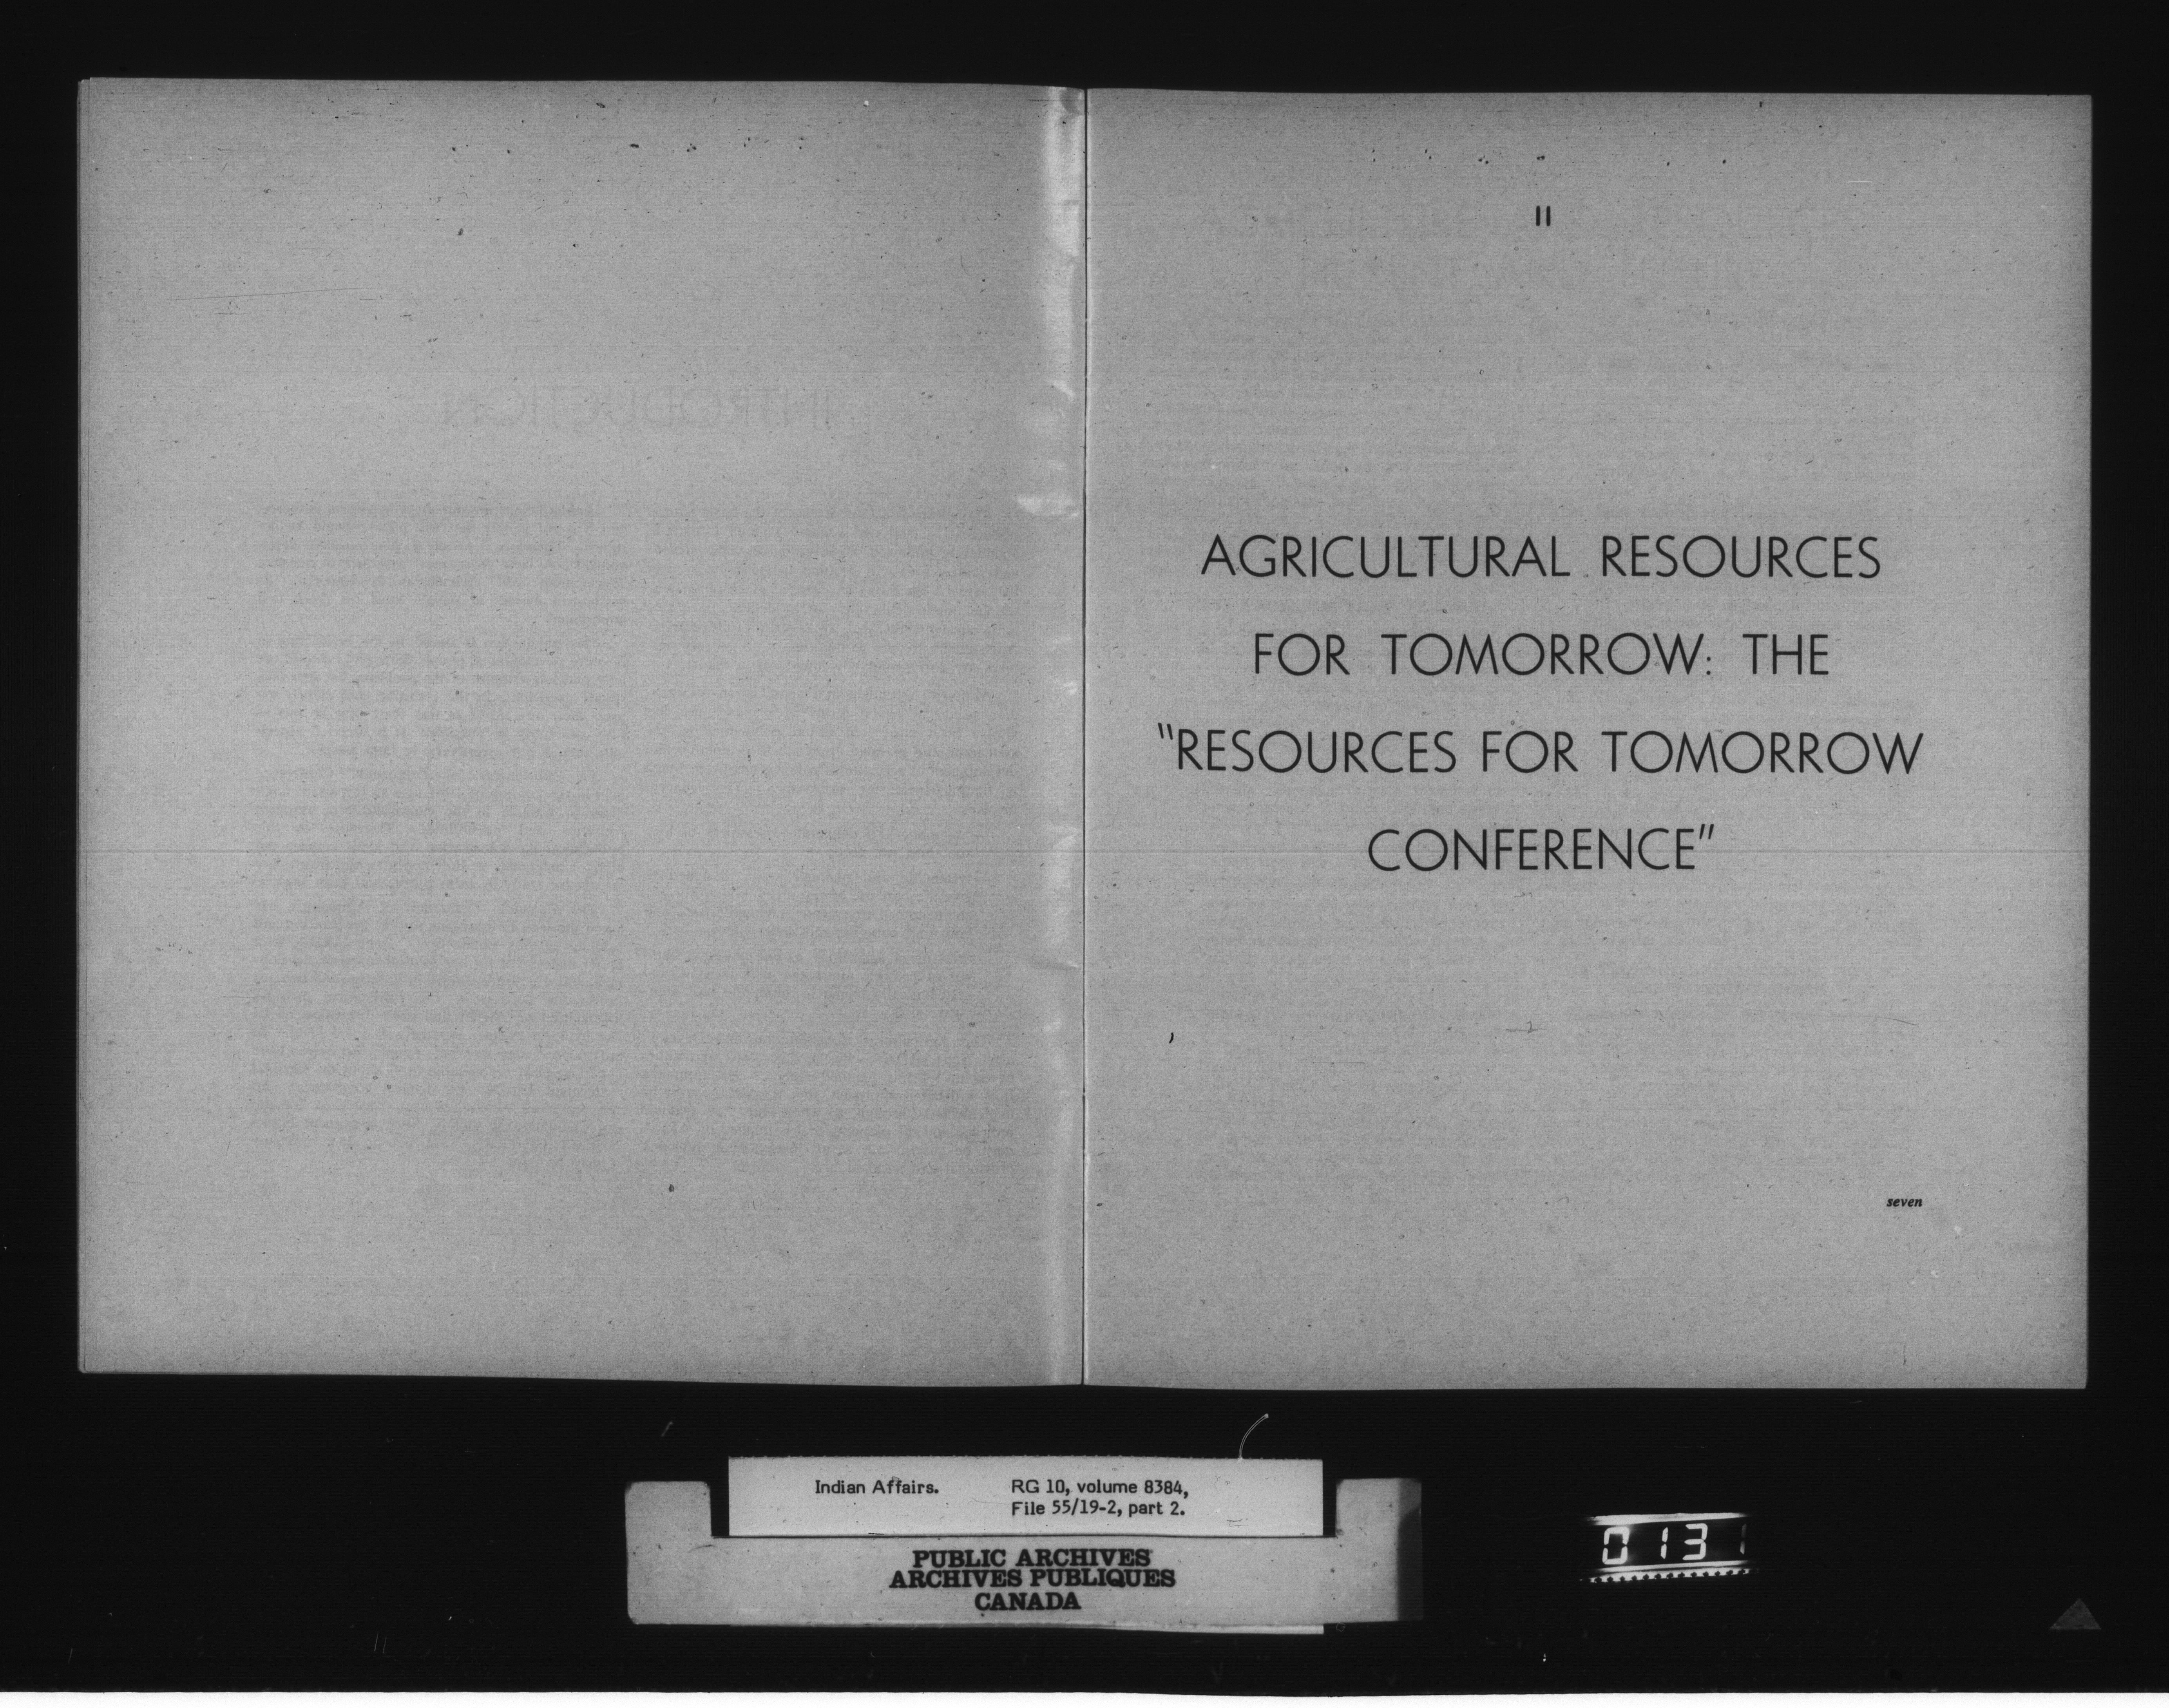 INTRODUCTION
II
AGRICULTURAL RESOURCES
FOR TOMORROW: THE
"RESOURCES FOR TOMORROW
CONFERENCE"
seven
Indian Affairs. RG 10, volume 8384,
File 55/19-2, part 2.
PUBLIC ARCHIVES
ARCHIVES PUBLIQUES
CANADA
0131